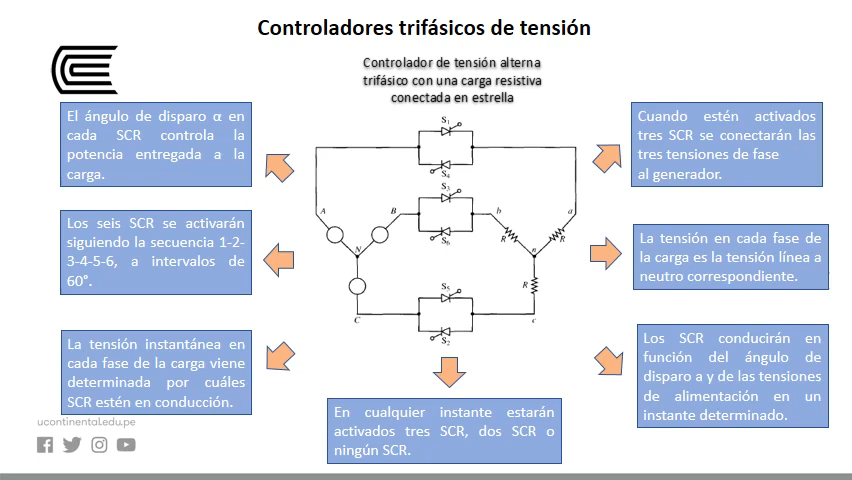 Controladores trifásicos de tensión
Controlador de tensión alterna
trifásico con una carga resistiva
conectada en estrella
El ángulo de disparo α en
cada SCR controla la
potencia entregada a la
carga.
Los seis SCR se activarán
siguiendo la secuencia 1-2-
3-4-5-6, a intervalos de
60°.
La tensión instantánea en
cada fase de la carga viene
determinada por cuáles
SCR estén en conducción.
S1
S4
S3
S6
A
B
b
a
N
R
n
R
R
S5
S2
C
c
En cualquier instante estarán
activados tres SCR, dos SCR o
ningún SCR.
Cuando estén activados
tres SCR se conectarán las
tres tensiones de fase
al generador.
La tensión en cada fase de
la carga es la tensión línea a
neutro correspondiente.
Los SCR conducirán en
función del ángulo de
disparo a y de las tensiones
de alimentación en un
instante determinado.
ucontinental.edu.pe